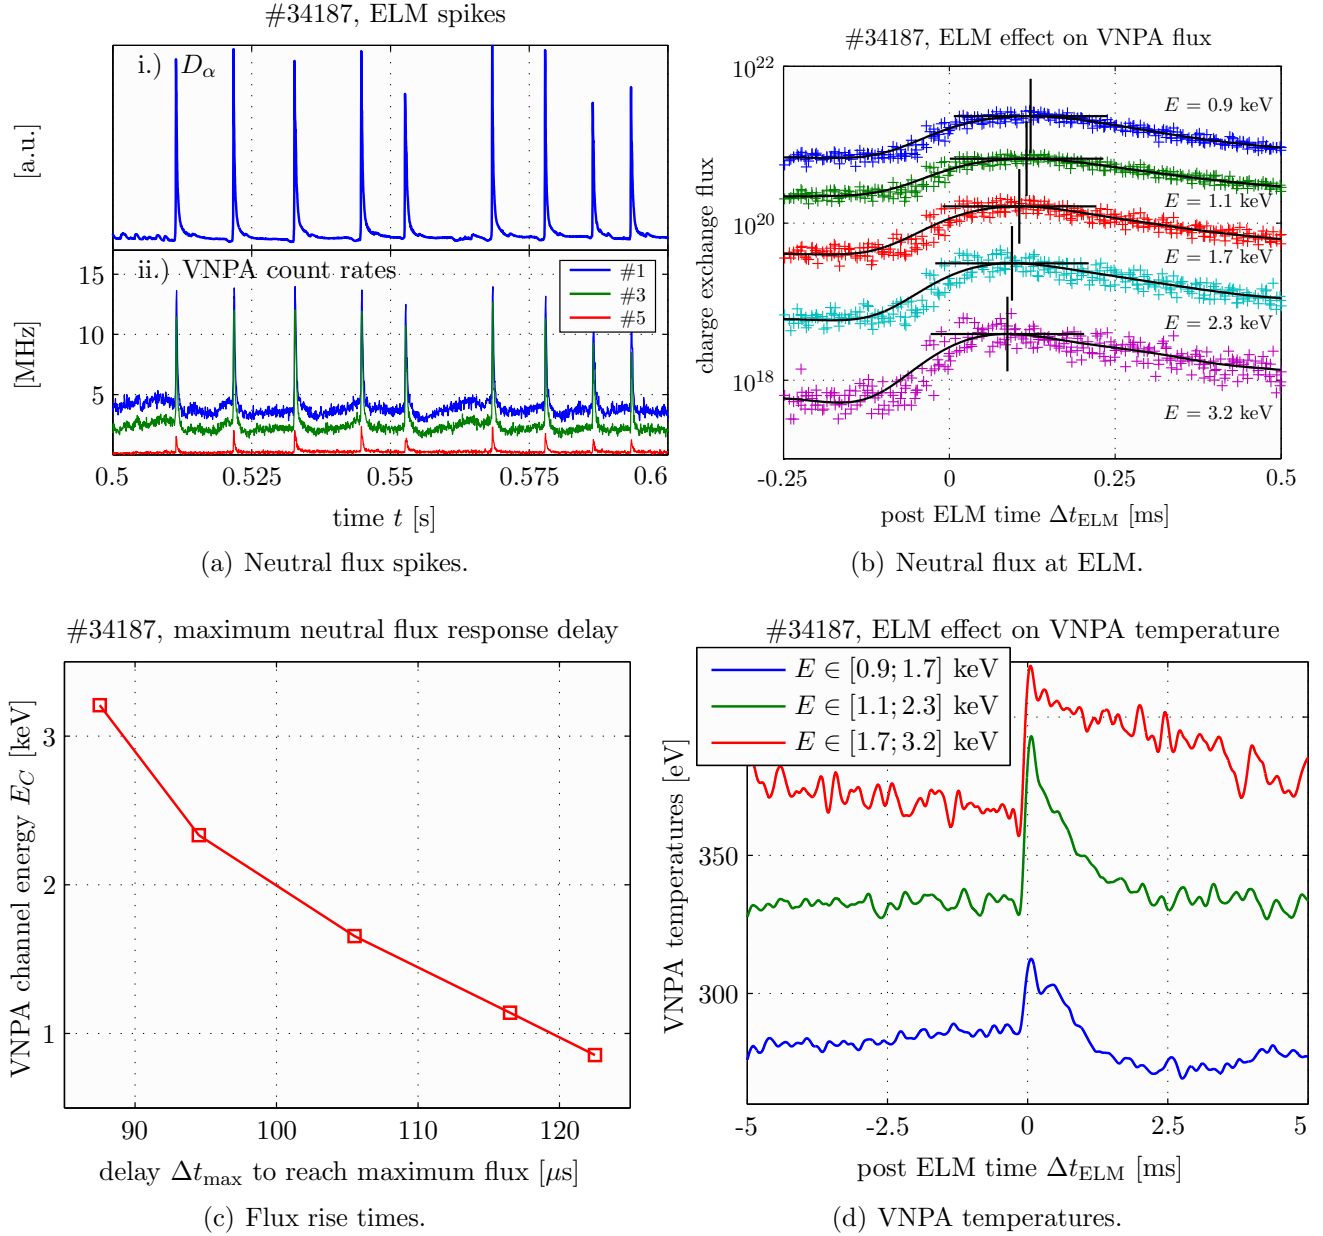 #34187, ELM spikes
i.) Dα
[a.u.]
ii.) VNPA count rates
#1
#3
#5
15
10
5
[MHz]
0.5 0.525 0.55 0.575 0.6
time t [s]
(a) Neutral flux spikes.
#34187, ELM effect on VNPA flux
10^22
10^20
10^18
charge exchange flux
E = 0.9 keV
E = 1.1 keV
E = 1.7 keV
E = 2.3 keV
E = 3.2 keV
-0.25 0 0.25 0.5
post ELM time Δt_ELM [ms]
(b) Neutral flux at ELM.
#34187, maximum neutral flux response delay
VNPA channel energy E_C [keV]
3
2
1
90 100 110 120
delay Δt_max to reach maximum flux [μs]
(c) Flux rise times.
#34187, ELM effect on VNPA temperature
E ∈ [0.9; 1.7] keV
E ∈ [1.1; 2.3] keV
E ∈ [1.7; 3.2] keV
VNPA temperatures [eV]
350
300
-5 -2.5 0 2.5 5
post ELM time Δt_ELM [ms]
(d) VNPA temperatures.